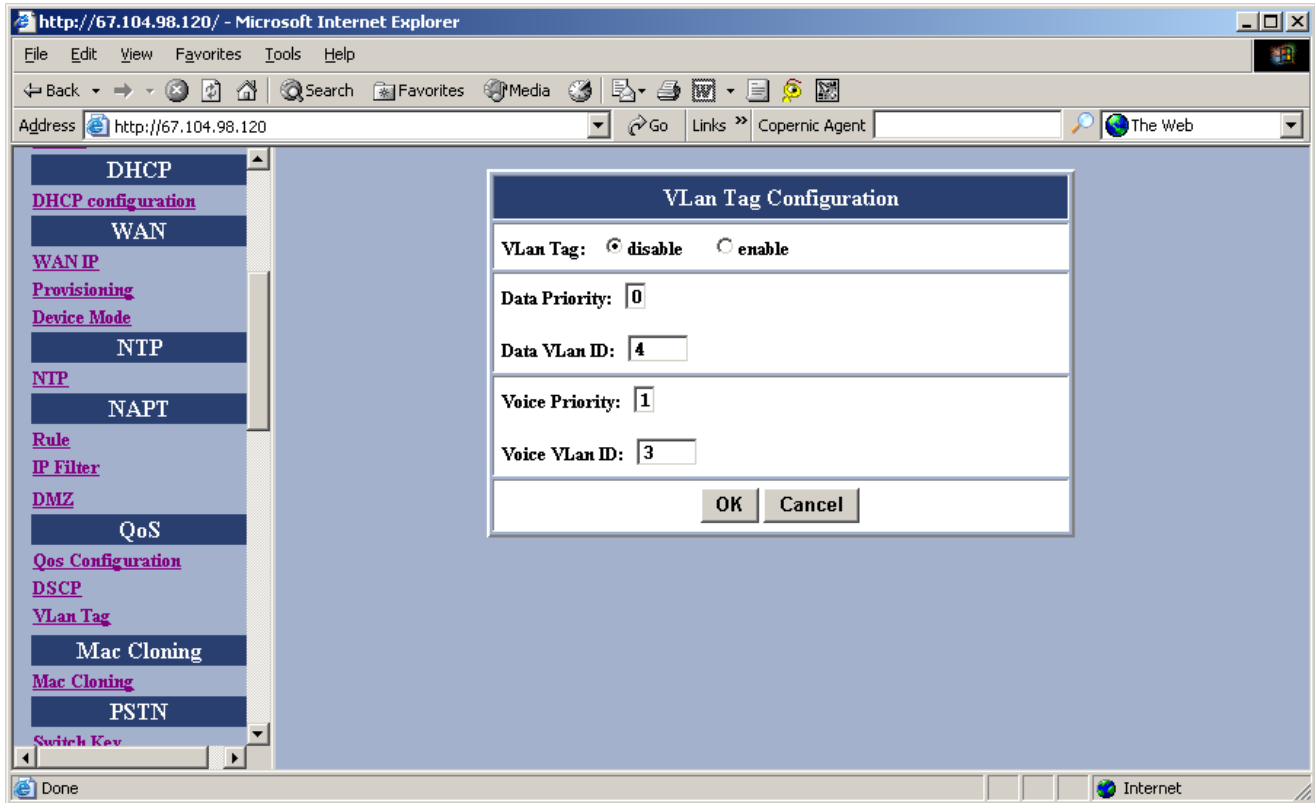 http://67.104.98.120/ - Microsoft Internet Explorer
File Edit View Favorites Tools Help
Back Search Favorites Media
Address http://67.104.98.120 Go Links » Copernic Agent The Web
DHCP
DHCP configuration
WAN
WAN IP
Provisioning
Device Mode
NTP
NTP
NAPT
Rule
IP Filter
DMZ
QoS
Qos Configuration
DSCP
VLan Tag
Mac Cloning
Mac Cloning
PSTN
Switch Key
VLan Tag Configuration
VLan Tag: disable enable
Data Priority: 0
Data VLan ID: 4
Voice Priority: 1
Voice VLan ID: 3
OK Cancel
Done Internet